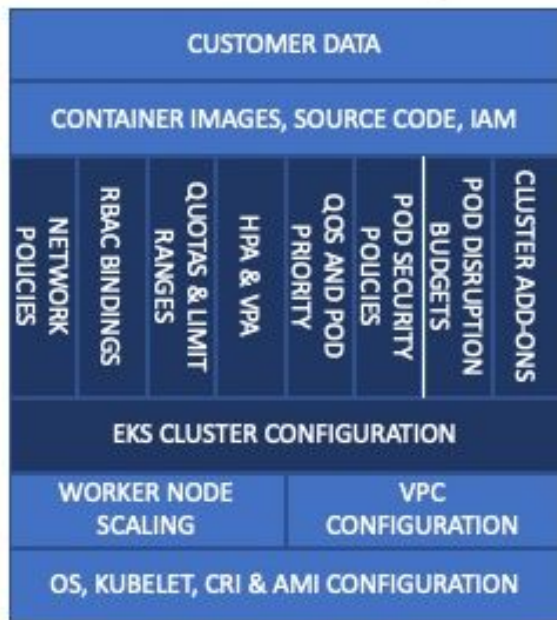 CUSTOMER DATA
CONTAINER IMAGES, SOURCE CODE, IAM
NETWORK
POLICIES
RBAC BINDINGS
QUOTAS & LIMIT
RANGES
HPA & VPA
QOS AND POD
PRIORITY
POD SECURITY
POLICIES
POD DISRUPTION
BUDGETS
CLUSTER ADD-ONS
EKS CLUSTER CONFIGURATION
WORKER NODE
SCALING
VPC
CONFIGURATION
OS, KUBELET, CRI & AMI CONFIGURATION